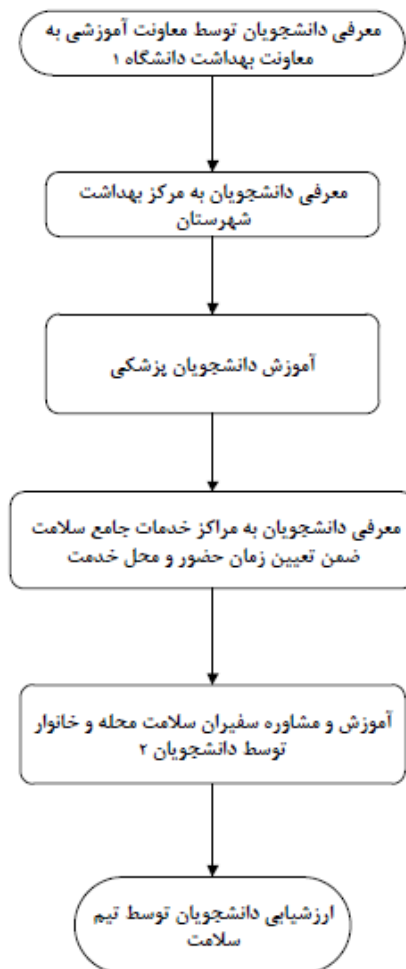 معرفی دانشجویان توسط معاونت آموزشی به
معاونت بهداشت دانشگاه ۱
معرفی دانشجویان به مرکز بهداشت
شهرستان
آموزش دانشجویان پزشکی
معرفی دانشجویان به مراکز خدمات جامع سلامت
ضمن تعیین زمان حضور و محل خدمت
آموزش و مشاوره سفیران سلامت محله و خانوار
توسط دانشجویان ۲
ارزشیابی دانشجویان توسط تیم
سلامت